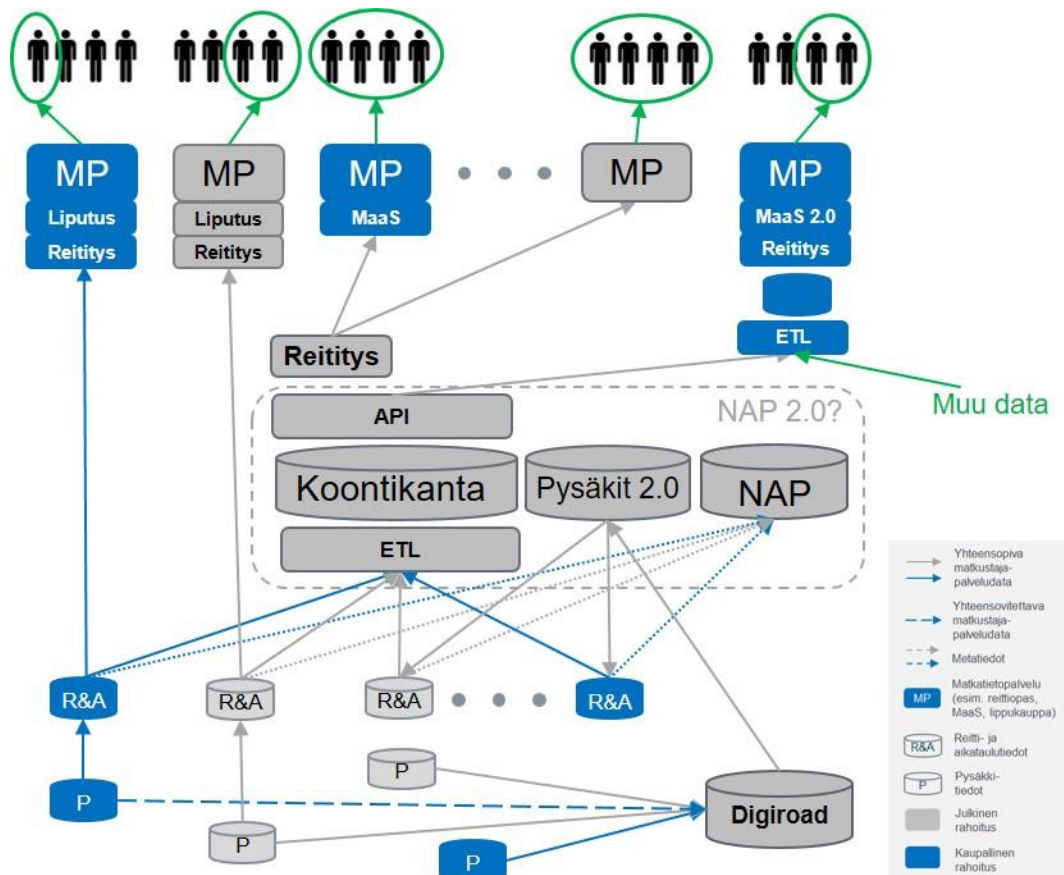 MP
Liputus
Reititys
MP
Liputus
Reititys
MP
MaaS
MP
MP
MaaS 2.0
Reititys
ETL
Reititys
Muu data
API
NAP 2.0?
Koontikanta
Pysäkit 2.0
NAP
ETL
R&A
R&A
R&A
R&A
P
P
P
P
Digiroad
Yhteensopiva
matkustaja-
palveludata
Yhteensovitettava
matkustaja-
palveludata
Metatiedot
MP
Matkatietopalvelu
(esim. reittiopas,
MaaS, lippukauppa)
R&A
Reitti- ja
aikataulutiedot
P
Pysäkki-
tiedot
Julkinen
rahoitus
Kaupallinen
rahoitus